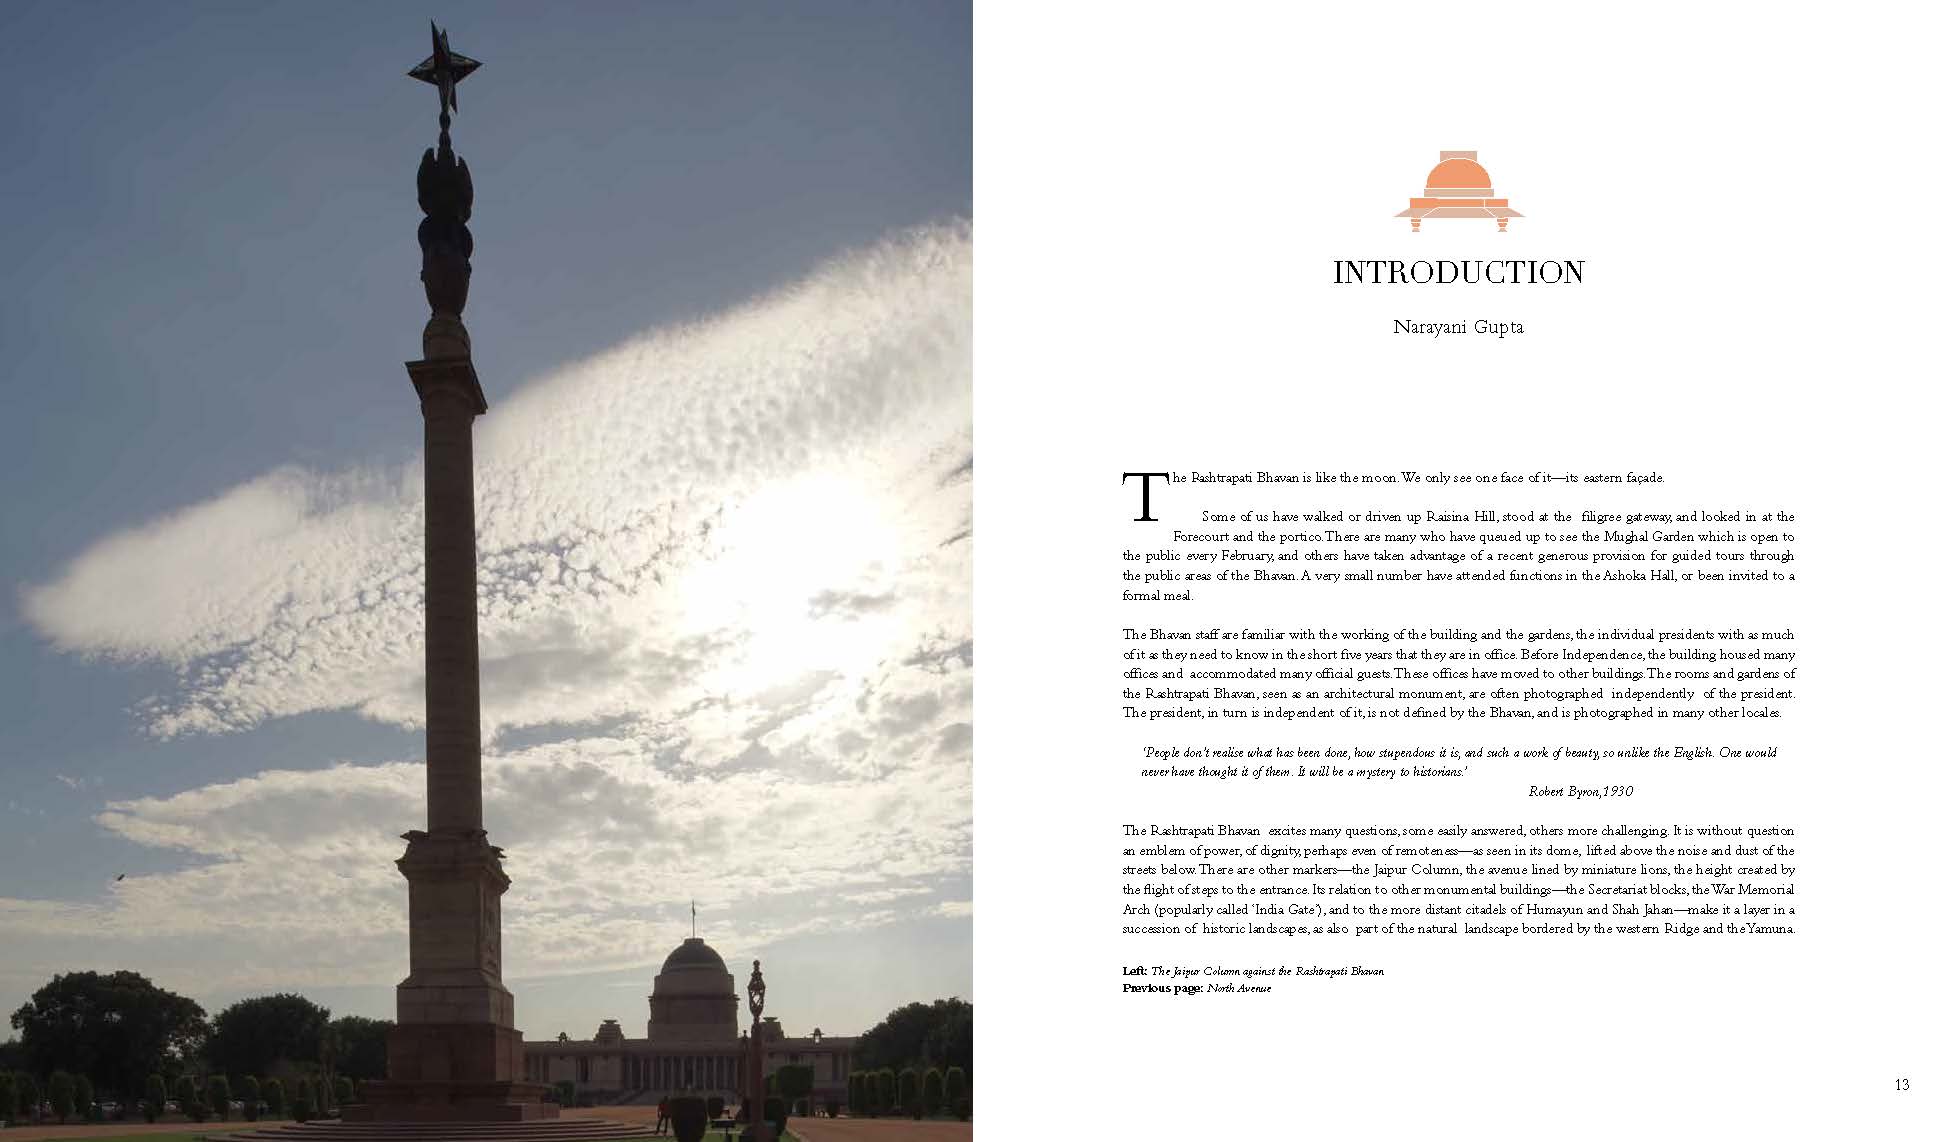 INTRODUCTION
Narayani Gupta
The Rashtrapati Bhavan is like the moon. We only see one face of it—its eastern façade.
Some of us have walked or driven up Raisina Hill, stood at the filigree gateway, and looked in at the
Forecourt and the portico. There are many who have queued up to see the Mughal Garden which is open to
the public every February, and others have taken advantage of a recent generous provision for guided tours through
the public areas of the Bhavan. A very small number have attended functions in the Ashoka Hall, or been invited to a
formal meal.
The Bhavan staff are familiar with the working of the building and the gardens, the individual presidents with as much
of it as they need to know in the short five years that they are in office. Before Independence, the building housed many
offices and accommodated many official guests. These offices have moved to other buildings. The rooms and gardens of
the Rashtrapati Bhavan, seen as an architectural monument, are often photographed independently of the president.
The president, in turn is independent of it, is not defined by the Bhavan, and is photographed in many other locales.
‘People don’t realise what has been done, how stupendous it is, and such a work of beauty, so unlike the English. One would
never have thought it of them. It will be a mystery to historians.’
Robert Byron,1930
The Rashtrapati Bhavan excites many questions, some easily answered, others more challenging. It is without question
an emblem of power, of dignity, perhaps even of remoteness—as seen in its dome, lifted above the noise and dust of the
streets below. There are other markers—the Jaipur Column, the avenue lined by miniature lions, the height created by
the flight of steps to the entrance. Its relation to other monumental buildings—the Secretariat blocks, the War Memorial
Arch (popularly called ‘India Gate’), and to the more distant citadels of Humayun and Shah Jahan—make it a layer in a
succession of historic landscapes, as also part of the natural landscape bordered by the western Ridge and the Yamuna.
Left: The Jaipur Column against the Rashtrapati Bhavan
Previous page: North Avenue
13